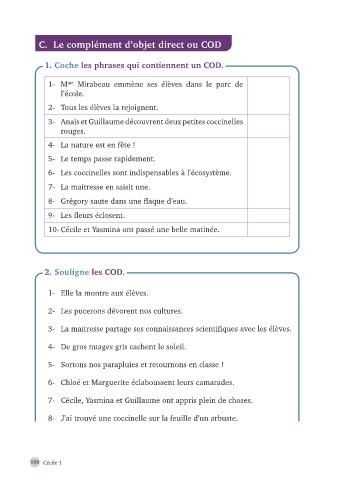 C. Le complément d'objet direct ou COD
1. Coche les phrases qui contiennent un COD.
1- Mme Mirabeau emmène ses élèves dans le parc de
l'école.
2- Tous les élèves la rejoignent.
3- Anaïs et Guillaume découvrent deux petites coccinelles
rouges.
4- La nature est en fête !
5- Le temps passe rapidement.
6- Les coccinelles sont indispensables à l'écosystème.
7- La maitresse en saisit une.
8- Grégory saute dans une flaque d'eau.
9- Les fleurs éclosent.
10- Cécile et Yasmina ont passé une belle matinée.
2. Souligne les COD.
1- Elle la montre aux élèves.
2- Les pucerons dévorent nos cultures.
3- La maitresse partage ses connaissances scientifiques avec les élèves.
4- De gros nuages gris cachent le soleil.
5- Sortons nos parapluies et retournons en classe !
6- Chloé et Marguerite éclaboussent leurs camarades.
7- Cécile, Yasmina et Guillaume ont appris plein de choses.
8- J'ai trouvé une coccinelle sur la feuille d'un arbuste.
100 Cécile 1